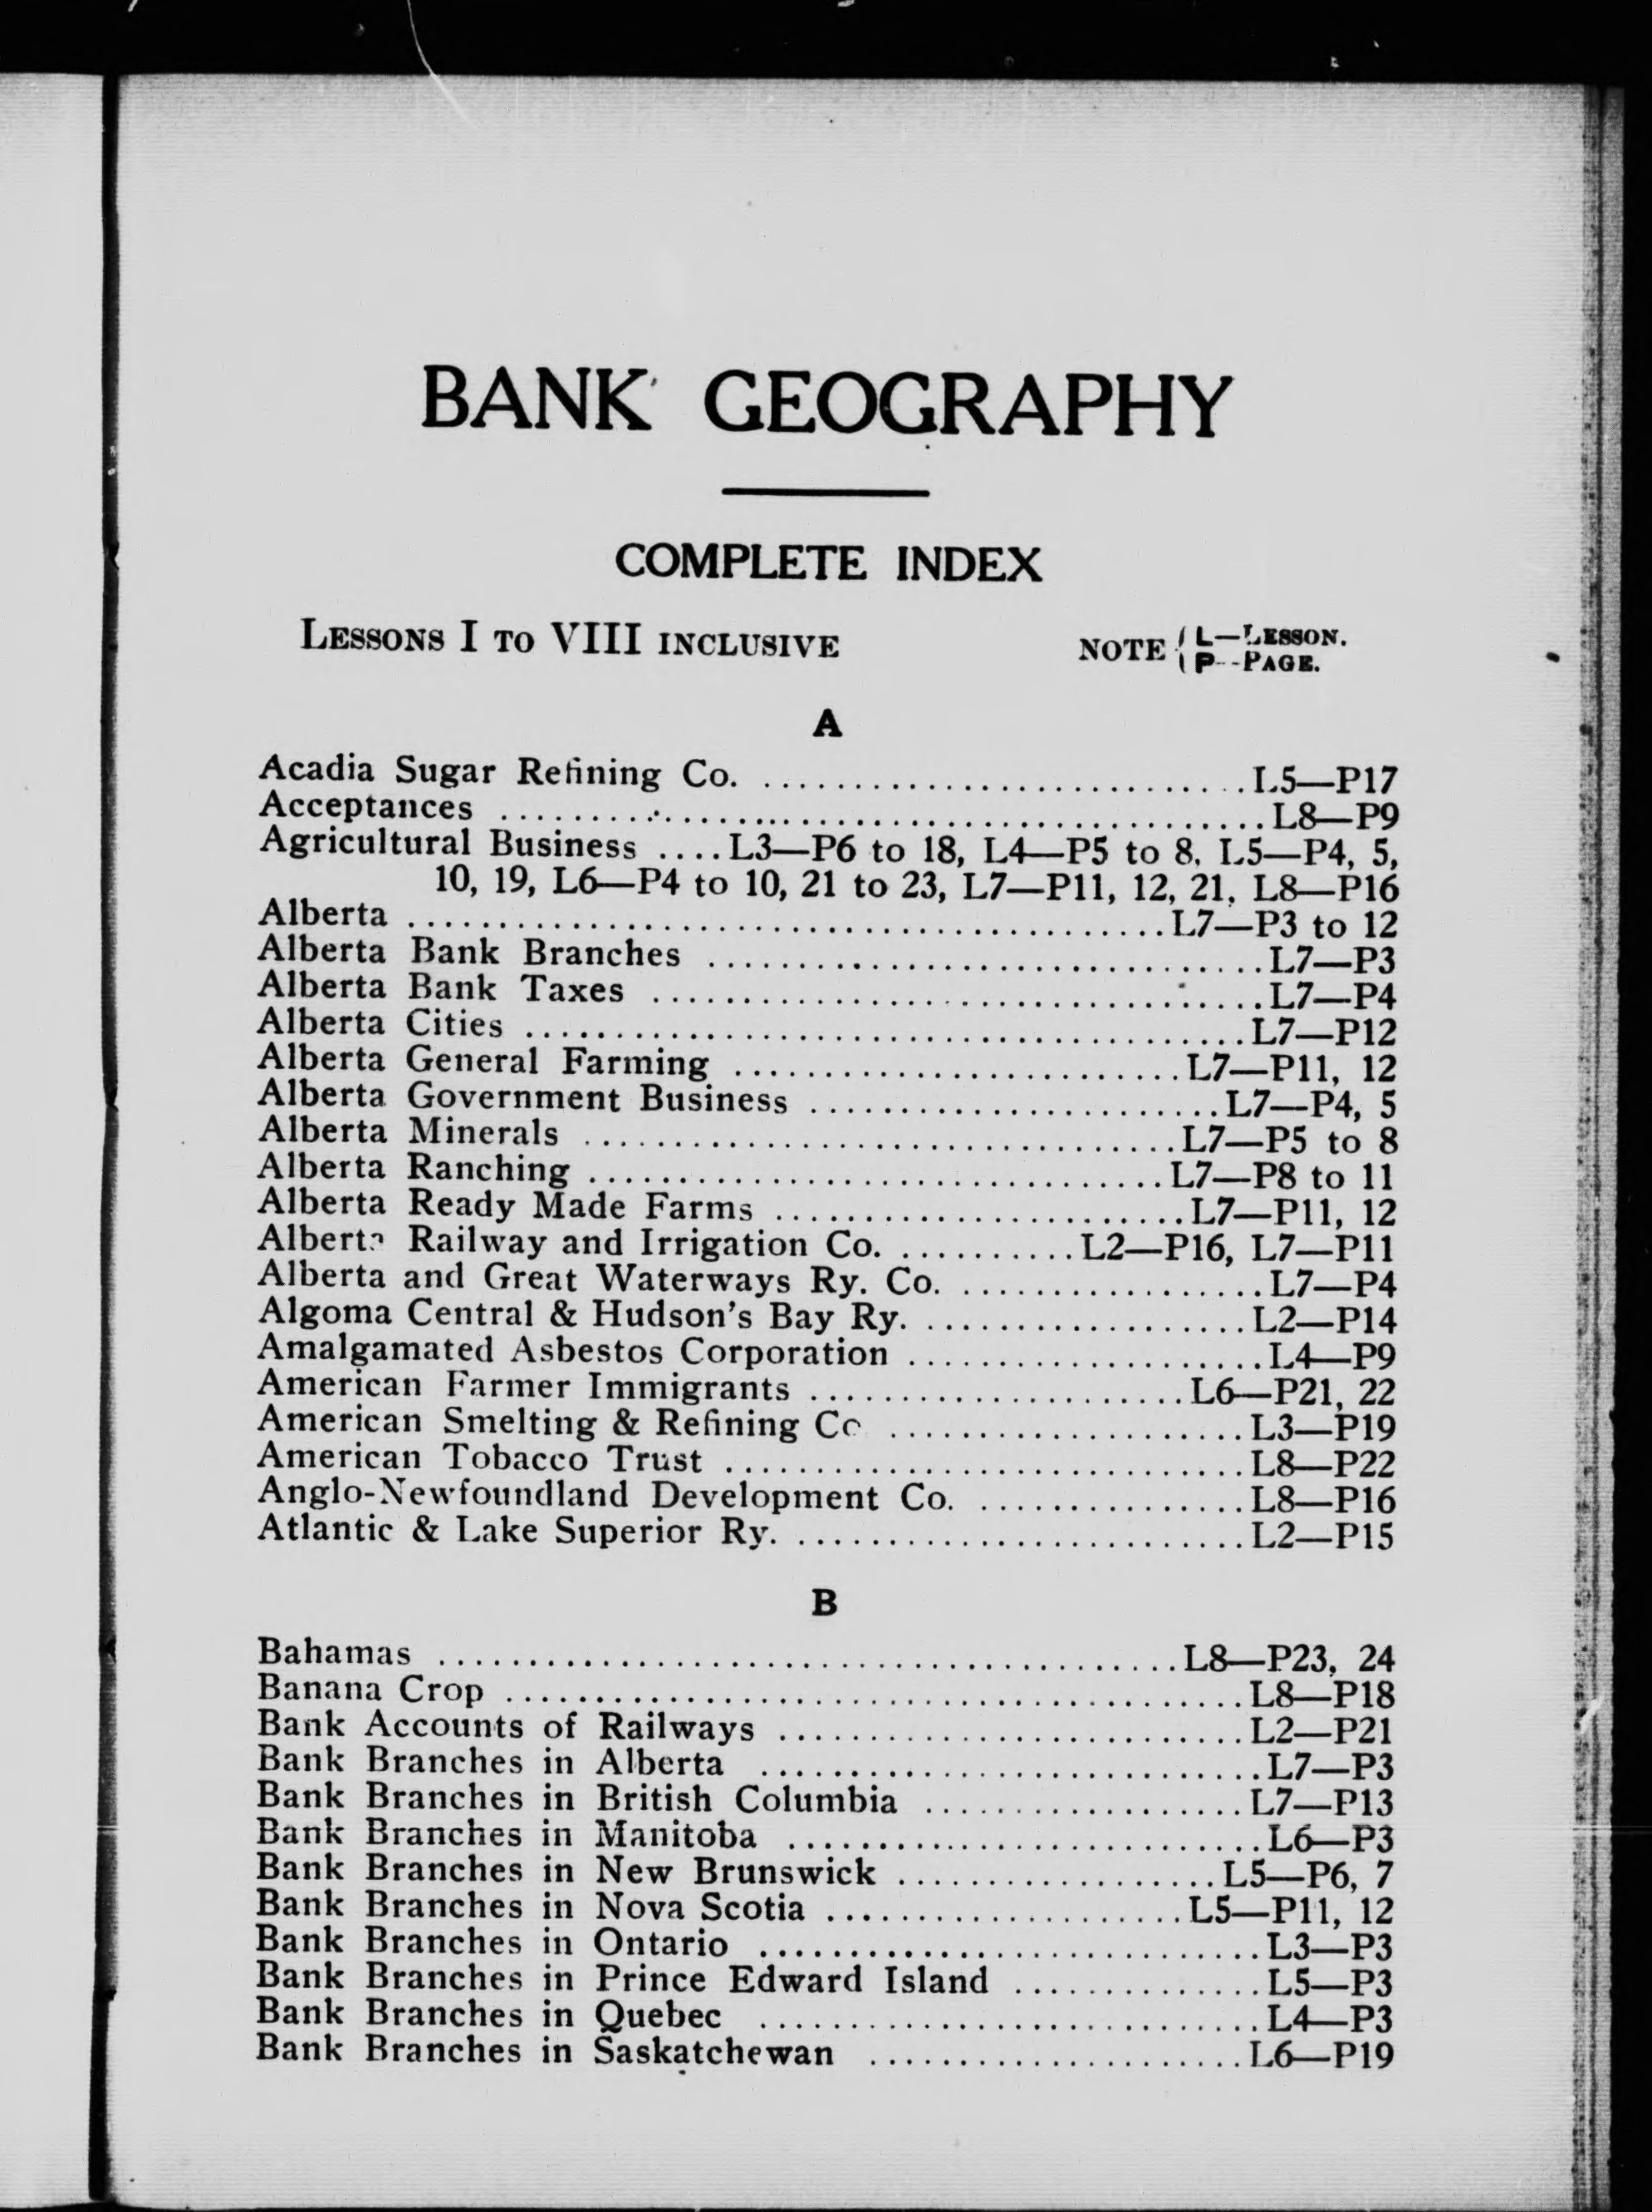 BANK GEOGRAPHY
COMPLETE INDEX
LESSONS I TO VIII INCLUSIVE
NOTE { L—LESSON.
P—PAGE.
A
Acadia Sugar Refining Co. ........................... L5—P17
Acceptances .......................................... L8—P9
Agricultural Business .... L3—P6 to 18, L4—P5 to 8, L5—P4, 5,
10, 19, L6—P4 to 10, 21 to 23, L7—P11, 12, 21, L8—P16
Alberta .......................................... L7—P3 to 12
Alberta Bank Branches ............................... L7—P3
Alberta Bank Taxes .................................. L7—P4
Alberta Cities ........................................ L7—P12
Alberta General Farming ......................... L7—P11, 12
Alberta Government Business ....................... L7—P4, 5
Alberta Minerals ................................. L7—P5 to 8
Alberta Ranching ................................ L7—P8 to 11
Alberta Ready Made Farms ....................... L7—P11, 12
Alberta Railway and Irrigation Co. .......... L2—P16, L7—P11
Alberta and Great Waterways Ry. Co. ................. L7—P4
Algoma Central & Hudson's Bay Ry. .................. L2—P14
Amalgamated Asbestos Corporation .................... L4—P9
American Farmer Immigrants ..................... L6—P21, 22
American Smelting & Refining Co .................... L3—P19
American Tobacco Trust ............................. L8—P22
Anglo-Newfoundland Development Co. ............... L8—P16
Atlantic & Lake Superior Ry. ......................... L2—P15
B
Bahamas ......................................... L8—P23, 24
Banana Crop ......................................... L8—P18
Bank Accounts of Railways .......................... L2—P21
Bank Branches in Alberta ............................ L7—P3
Bank Branches in British Columbia .................. L7—P13
Bank Branches in Manitoba .......................... L6—P3
Bank Branches in New Brunswick .................. L5—P6, 7
Bank Branches in Nova Scotia .................... L5—P11, 12
Bank Branches in Ontario ............................ L3—P3
Bank Branches in Prince Edward Island .............. L5—P3
Bank Branches in Quebec ............................ L4—P3
Bank Branches in Saskatchewan ..................... L6—P19